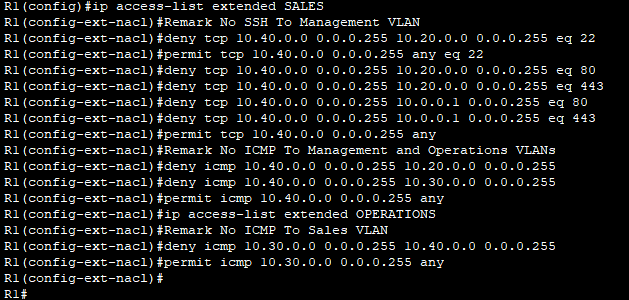 R1(config)#ip access-list extended SALES
R1(config-ext-nacl)#Remark No SSH To Management VLAN
R1(config-ext-nacl)#deny tcp 10.40.0.0 0.0.0.255 10.20.0.0 0.0.0.255 eq 22
R1(config-ext-nacl)#permit tcp 10.40.0.0 0.0.0.255 any eq 22
R1(config-ext-nacl)#deny tcp 10.40.0.0 0.0.0.255 10.20.0.0 0.0.0.255 eq 80
R1(config-ext-nacl)#deny tcp 10.40.0.0 0.0.0.255 10.20.0.0 0.0.0.255 eq 443
R1(config-ext-nacl)#deny tcp 10.40.0.0 0.0.0.255 10.0.0.1 0.0.0.255 eq 80
R1(config-ext-nacl)#deny tcp 10.40.0.0 0.0.0.255 10.0.0.1 0.0.0.255 eq 443
R1(config-ext-nacl)#permit tcp 10.40.0.0 0.0.0.255 any
R1(config-ext-nacl)#Remark No ICMP To Management and Operations VLANs
R1(config-ext-nacl)#deny icmp 10.40.0.0 0.0.0.255 10.20.0.0 0.0.0.255
R1(config-ext-nacl)#deny icmp 10.40.0.0 0.0.0.255 10.30.0.0 0.0.0.255
R1(config-ext-nacl)#permit icmp 10.40.0.0 0.0.0.255 any
R1(config-ext-nacl)#ip access-list extended OPERATIONS
R1(config-ext-nacl)#Remark No ICMP To Sales VLAN
R1(config-ext-nacl)#deny icmp 10.30.0.0 0.0.0.255 10.40.0.0 0.0.0.255
R1(config-ext-nacl)#permit icmp 10.30.0.0 0.0.0.255 any
R1(config-ext-nacl)#
R1#